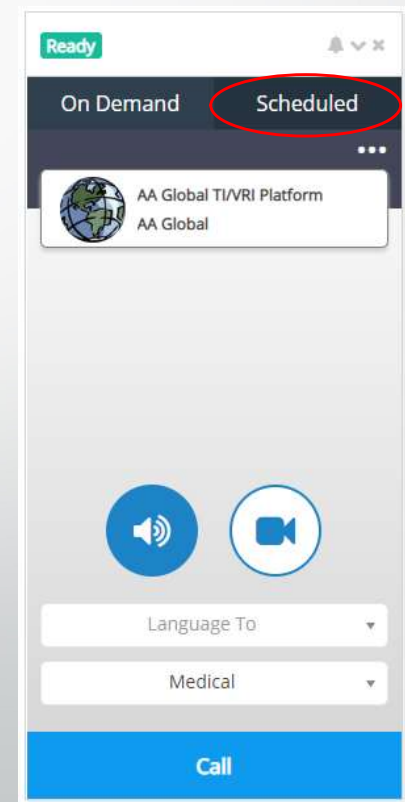 Ready
On Demand
Scheduled
AA Global TI/VRI Platform
AA Global
Language To
Medical
Call